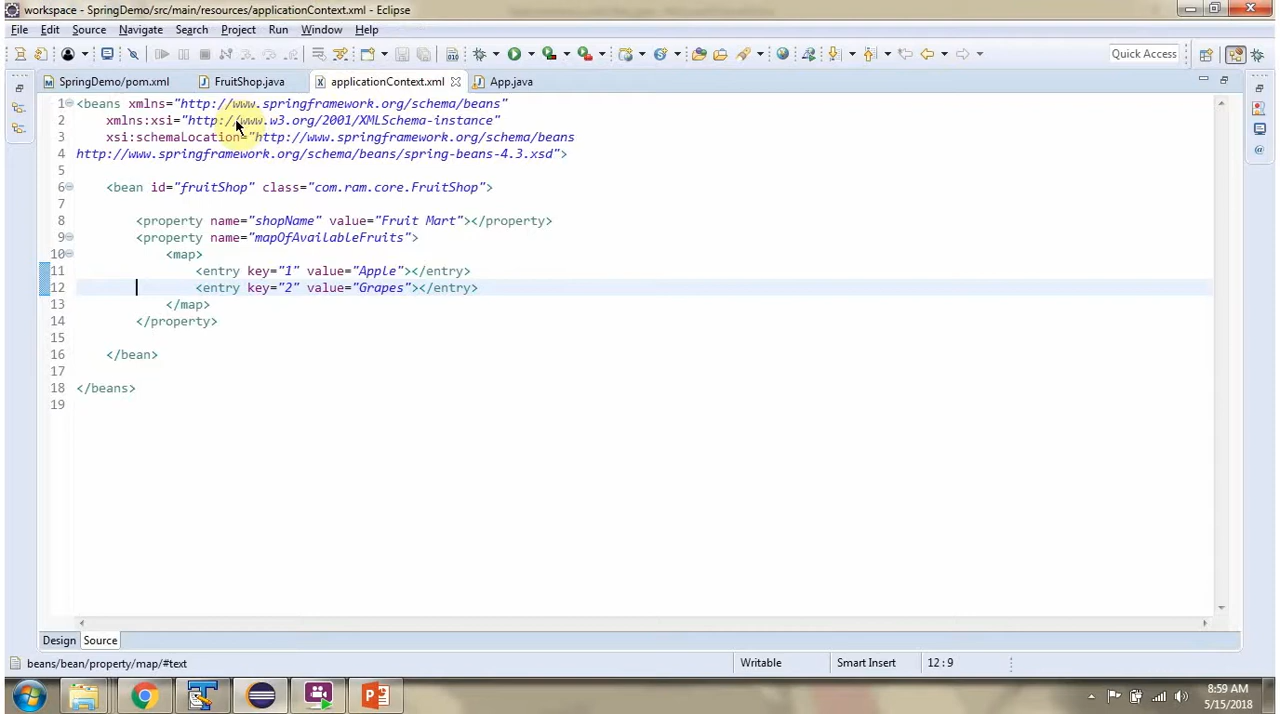 workspace - SpringDemo/src/main/resources/applicationContext.xml - Eclipse
File Edit Source Navigate Search Project Run Window Help
Quick Access
SpringDemo/pom.xml FruitShop.java applicationContext.xml App.java
1 <beans xmlns="http://www.springframework.org/schema/beans"
2 xmlns:xsi="http://www.w3.org/2001/XMLSchema-instance"
3 xsi:schemaLocation="http://www.springframework.org/schema/beans
4 http://www.springframework.org/schema/beans/spring-beans-4.3.xsd">
5
6 <bean id="fruitShop" class="com.ram.core.FruitShop">
7
8 <property name="shopName" value="Fruit Mart"></property>
9 <property name="mapOfAvailableFruits">
10 <map>
11 <entry key="1" value="Apple"></entry>
12 <entry key="2" value="Grapes"></entry>
13 </map>
14 </property>
15
16 </bean>
17
18 </beans>
19
Design Source
beans/bean/property/map/#text Writable Smart Insert 12 : 9
8:59 AM
5/15/2018